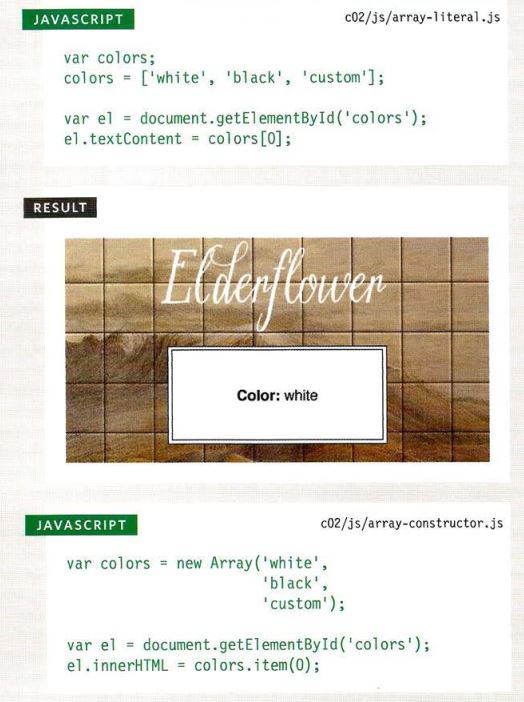 JAVASCRIPT
c02/js/array-literal.js
var colors;
colors = ['white', 'black', 'custom'];
var el = document.getElementById('colors');
el.textContent = colors[0];
RESULT
Elderflower
Color: white
JAVASCRIPT
c02/js/array-constructor.js
var colors = new Array('white',
'black',
'custom');
var el = document.getElementById('colors');
el.innerHTML = colors.item(0);